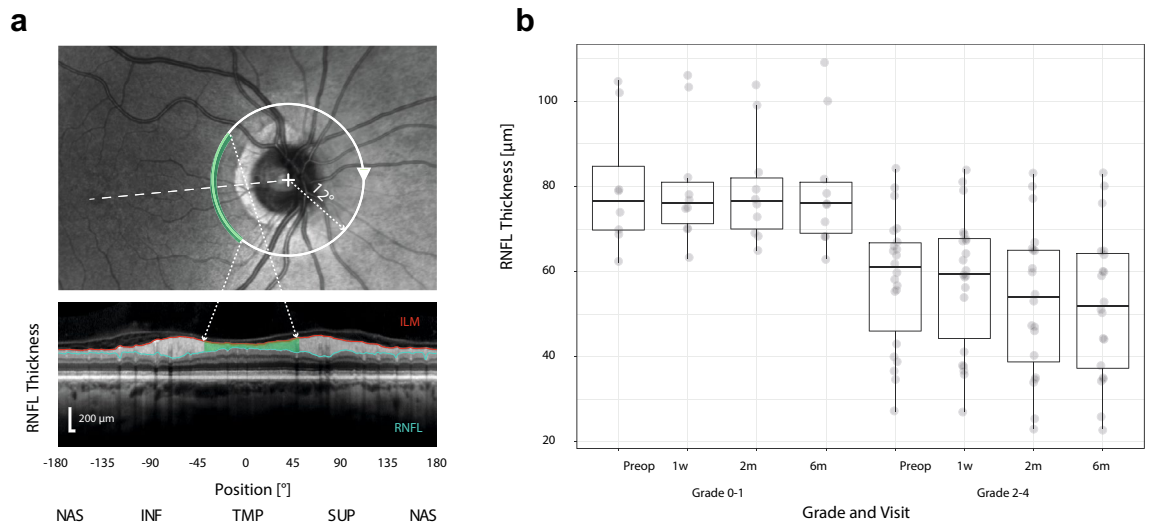 a
12°
RNFL Thickness
ILM
200 µm
RNFL
-180 -135 -90 -45 0 45 90 135 180
Position [°]
NAS INF TMP SUP NAS
b
RNFL Thickness [µm]
100
80
60
40
20
Preop 1w 2m 6m Preop 1w 2m 6m
Grade 0-1 Grade 2-4
Grade and Visit